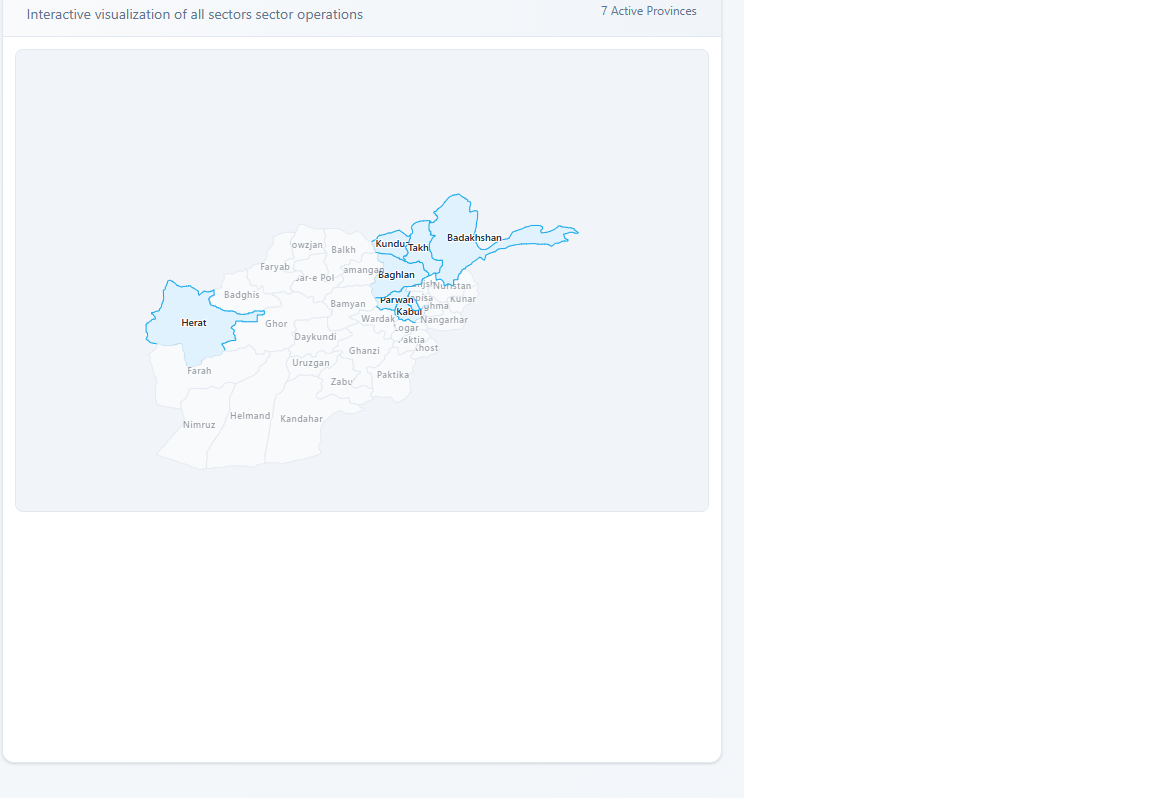 Interactive visualization of all sectors sector operations
7 Active Provinces
Badakhshan
Kundu
Takh
owzjan
Balkh
Faryab
amangan
Baghlan
ar-e Pol
Nuristan
Badghis
Parwan
pisa
Kunar
Bamyan
ghma
Kabul
Herat
Ghor
Wardak
Nangarhar
Logar
Daykundi
aktia
Ghanzi
khost
Uruzgan
Farah
Zabu
Paktika
Helmand
Kandahar
Nimruz